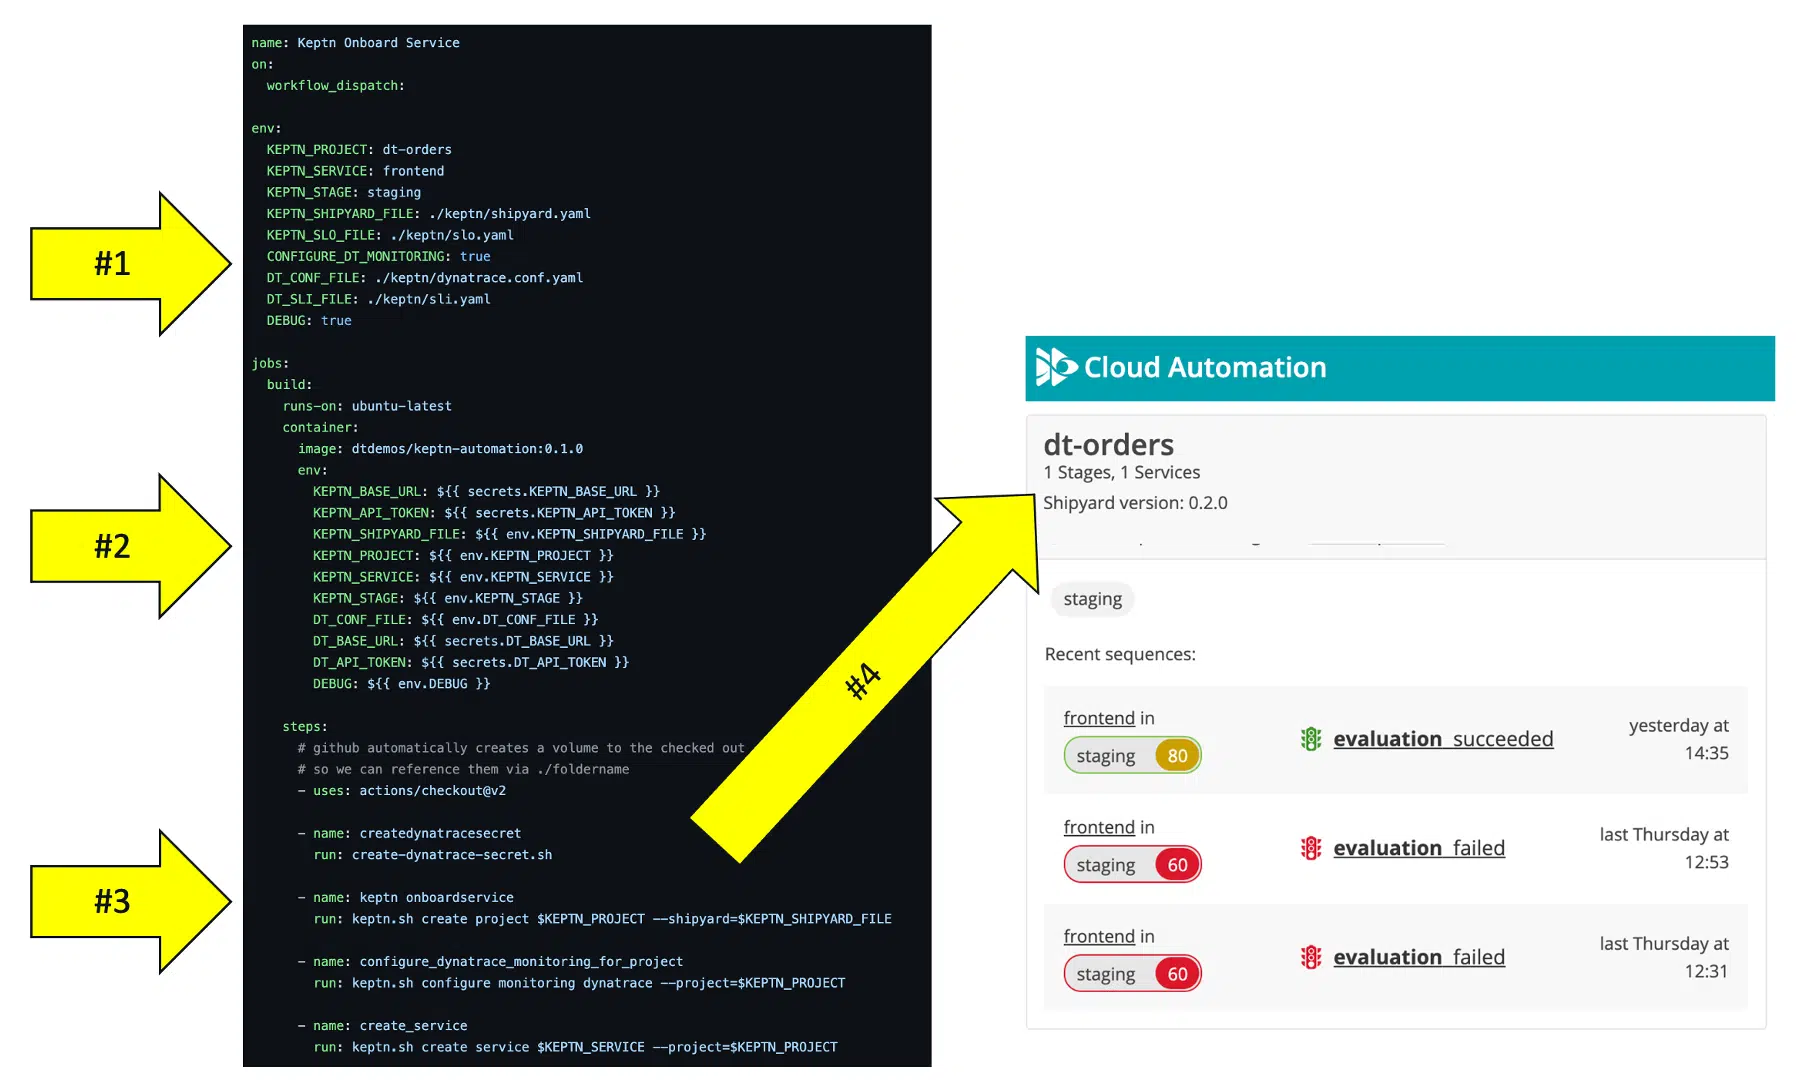 name: Keptn Onboard Service
on:
workflow_dispatch:
env:
KEPTN_PROJECT: dt-orders
KEPTN_SERVICE: frontend
KEPTN_STAGE: staging
KEPTN_SHIPYARD_FILE: ./keptn/shipyard.yaml
KEPTN_SLO_FILE: ./keptn/slo.yaml
CONFIGURE_DT_MONITORING: true
DT_CONF_FILE: ./keptn/dynatrace.conf.yaml
DT_SLI_FILE: ./keptn/sli.yaml
DEBUG: true
#1
jobs:
build:
runs-on: ubuntu-latest
container:
image: dtdemos/keptn-automation:0.1.0
env:
KEPTN_BASE_URL: ${{ secrets.KEPTN_BASE_URL }}
KEPTN_API_TOKEN: ${{ secrets.KEPTN_API_TOKEN }}
KEPTN_SHIPYARD_FILE: ${{ env.KEPTN_SHIPYARD_FILE }}
KEPTN_PROJECT: ${{ env.KEPTN_PROJECT }}
KEPTN_SERVICE: ${{ env.KEPTN_SERVICE }}
KEPTN_STAGE: ${{ env.KEPTN_STAGE }}
DT_CONF_FILE: ${{ env.DT_CONF_FILE }}
DT_BASE_URL: ${{ secrets.DT_BASE_URL }}
DT_API_TOKEN: ${{ secrets.DT_API_TOKEN }}
DEBUG: ${{ env.DEBUG }}
#2
steps:
# github automatically creates a volume to the checked out
# so we can reference them via ./foldername
- uses: actions/checkout@v2
- name: createdynatracesecret
run: create-dynatrace-secret.sh
- name: keptn onboardservice
run: keptn.sh create project $KEPTN_PROJECT --shipyard=$KEPTN_SHIPYARD_FILE
- name: configure_dynatrace_monitoring_for_project
run: keptn.sh configure monitoring dynatrace --project=$KEPTN_PROJECT
- name: create_service
run: keptn.sh create service $KEPTN_SERVICE --project=$KEPTN_PROJECT
#3
#4
Cloud Automation
dt-orders
1 Stages, 1 Services
Shipyard version: 0.2.0
staging
Recent sequences:
frontend in
staging 80
evaluation succeeded
yesterday at
14:35
frontend in
staging 60
evaluation failed
last Thursday at
12:53
frontend in
staging 60
evaluation failed
last Thursday at
12:31